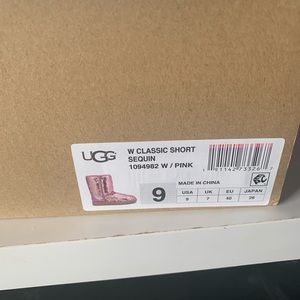 UGG
W CLASSIC SHORT
SEQUIN
1094982 W / PINK
9
MADE IN CHINA
USA UK EU JAPAN
9 7 40 26